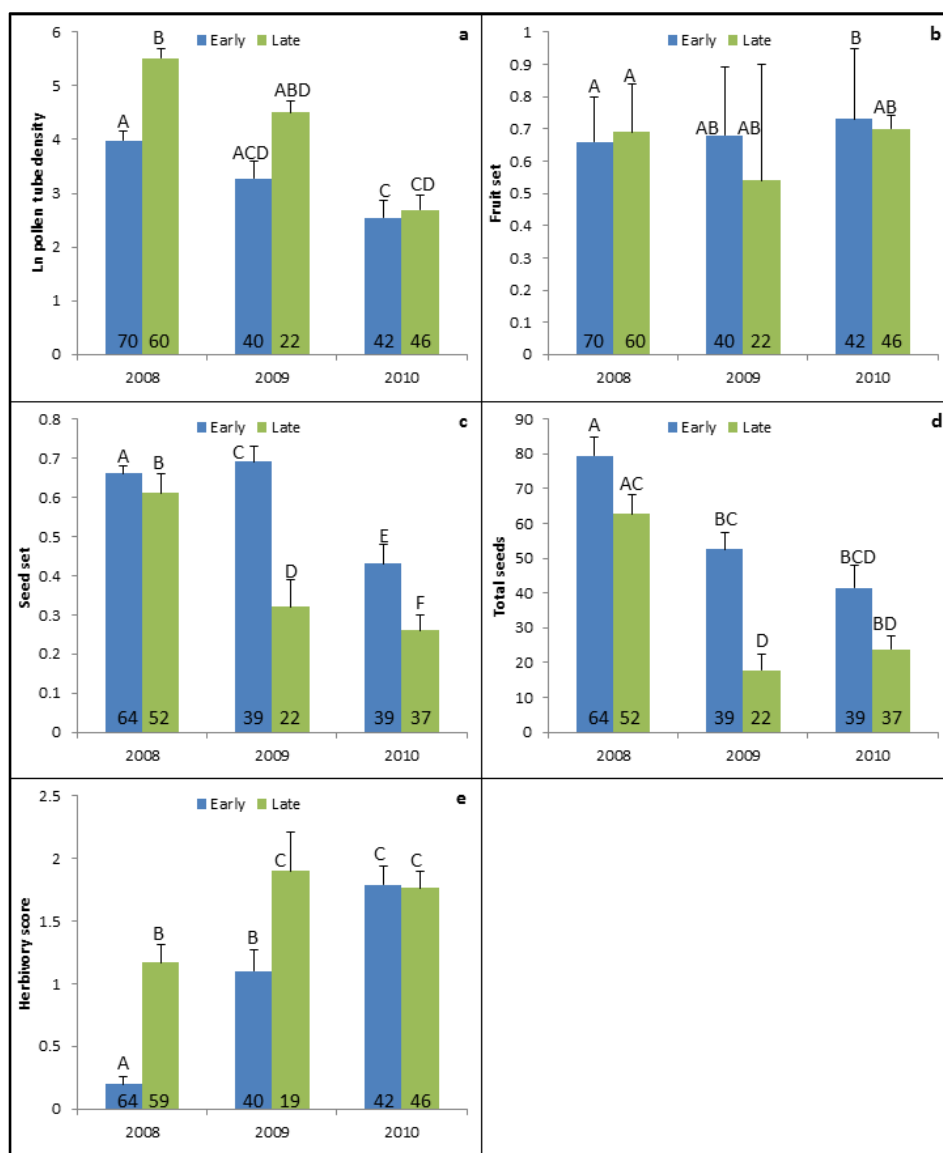 Early Late a
6
5
4
3
2
1
0
Ln pollen tube density
A
B
ACD
ABD
C
CD
70 60 40 22 42 46
2008 2009 2010
Early Late b
1
0.9
0.8
0.7
0.6
0.5
0.4
0.3
0.2
0.1
0
Fruit set
A
A
AB
AB
B
AB
70 60 40 22 42 46
2008 2009 2010
Early Late c
0.8
0.7
0.6
0.5
0.4
0.3
0.2
0.1
0
Seed set
A
B
C
D
E
F
64 52 39 22 39 37
2008 2009 2010
Early Late d
90
80
70
60
50
40
30
20
10
0
Total seeds
A
AC
BC
D
BCD
BD
64 52 39 22 39 37
2008 2009 2010
Early Late e
2.5
2
1.5
1
0.5
0
Herbivory score
A
B
B
C
C
C
64 59 40 19 42 46
2008 2009 2010